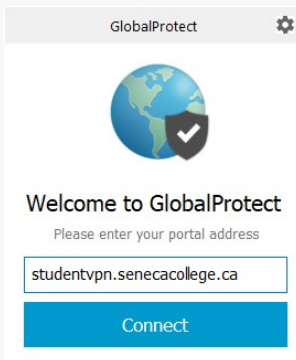 GlobalProtect
Welcome to GlobalProtect
Please enter your portal address
studentvpn.senecacollege.ca
Connect